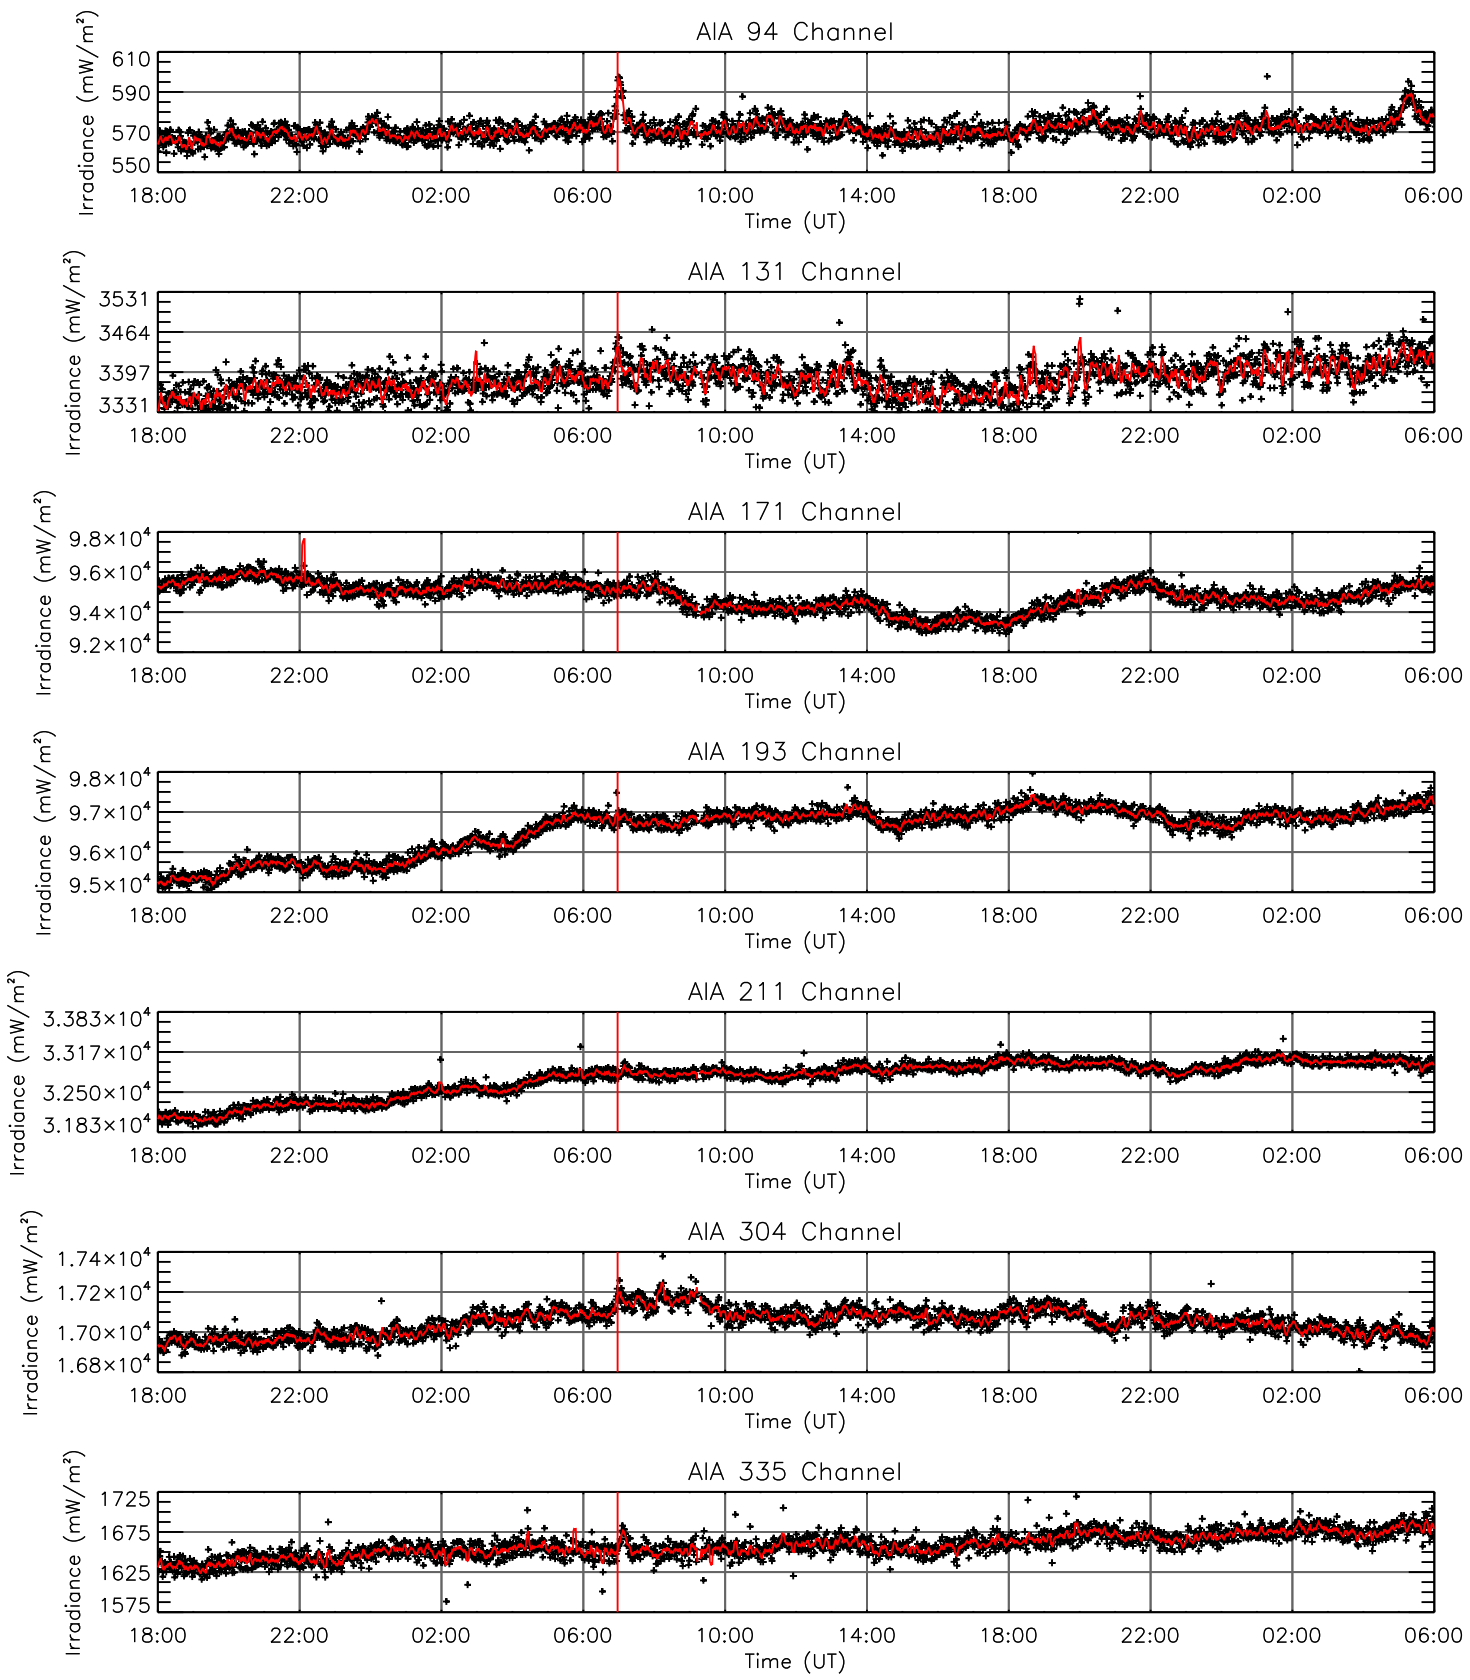 AIA 94 Channel
Irradiance (mW/m²)
610
590
570
550
18:00 22:00 02:00 06:00 10:00 14:00 18:00 22:00 02:00 06:00
Time (UT)
AIA 131 Channel
Irradiance (mW/m²)
3531
3464
3397
3331
18:00 22:00 02:00 06:00 10:00 14:00 18:00 22:00 02:00 06:00
Time (UT)
AIA 171 Channel
Irradiance (mW/m²)
9.8×10⁴
9.6×10⁴
9.4×10⁴
9.2×10⁴
18:00 22:00 02:00 06:00 10:00 14:00 18:00 22:00 02:00 06:00
Time (UT)
AIA 193 Channel
Irradiance (mW/m²)
9.8×10⁴
9.7×10⁴
9.6×10⁴
9.5×10⁴
18:00 22:00 02:00 06:00 10:00 14:00 18:00 22:00 02:00 06:00
Time (UT)
AIA 211 Channel
Irradiance (mW/m²)
3.383×10⁴
3.317×10⁴
3.250×10⁴
3.183×10⁴
18:00 22:00 02:00 06:00 10:00 14:00 18:00 22:00 02:00 06:00
Time (UT)
AIA 304 Channel
Irradiance (mW/m²)
1.74×10⁴
1.72×10⁴
1.70×10⁴
1.68×10⁴
18:00 22:00 02:00 06:00 10:00 14:00 18:00 22:00 02:00 06:00
Time (UT)
AIA 335 Channel
Irradiance (mW/m²)
1725
1675
1625
1575
18:00 22:00 02:00 06:00 10:00 14:00 18:00 22:00 02:00 06:00
Time (UT)